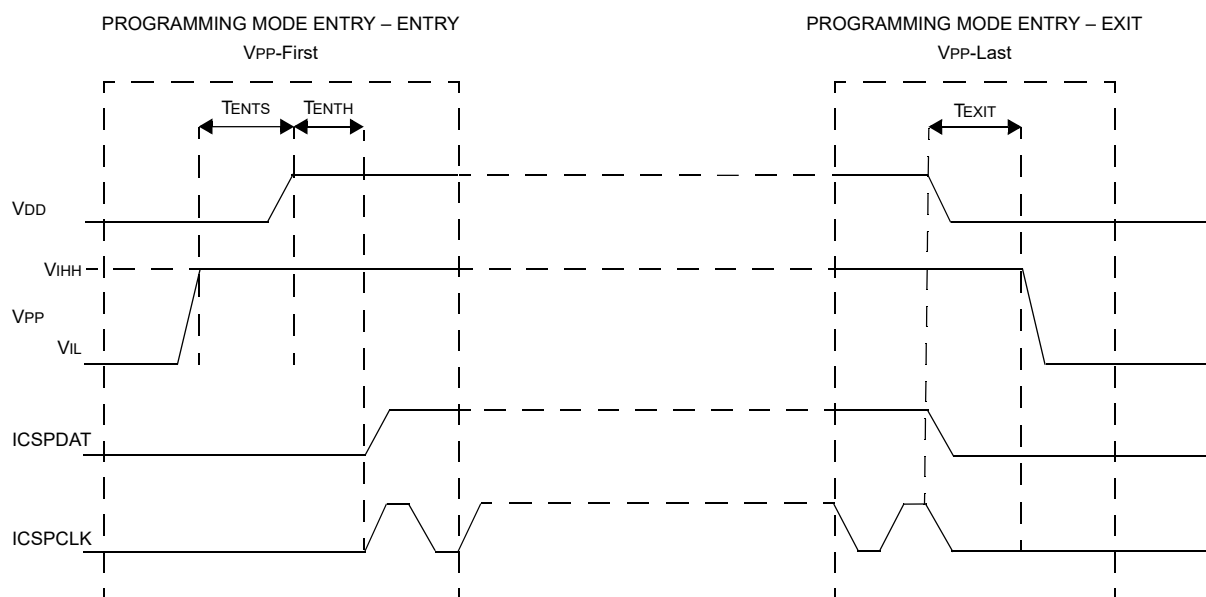 PROGRAMMING MODE ENTRY – ENTRY
VPP-First
PROGRAMMING MODE ENTRY – EXIT
VPP-Last
TENTS
TENTH
TEXIT
VDD
VIHH
VPP
VIL
ICSPDAT
ICSPCLK